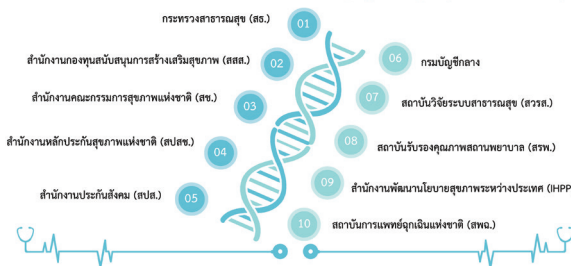 01
กระทรวงสาธารณสุข (สธ.)
02
สำนักงานกองทุนสนับสนุนการสร้างเสริมสุขภาพ (สสส.)
03
สำนักงานคณะกรรมการสุขภาพแห่งชาติ (สช.)
04
สำนักงานหลักประกันสุขภาพแห่งชาติ (สปสช.)
05
สำนักงานประกันสังคม (สปส.)
06
กรมบัญชีกลาง
07
สถาบันวิจัยระบบสาธารณสุข (สวรส.)
08
สถาบันรับรองคุณภาพสถานพยาบาล (สรพ.)
09
สำนักงานพัฒนานโยบายสุขภาพระหว่างประเทศ (IHPP
10
สถาบันการแพทย์ฉุกเฉินแห่งชาติ (สพฉ.)